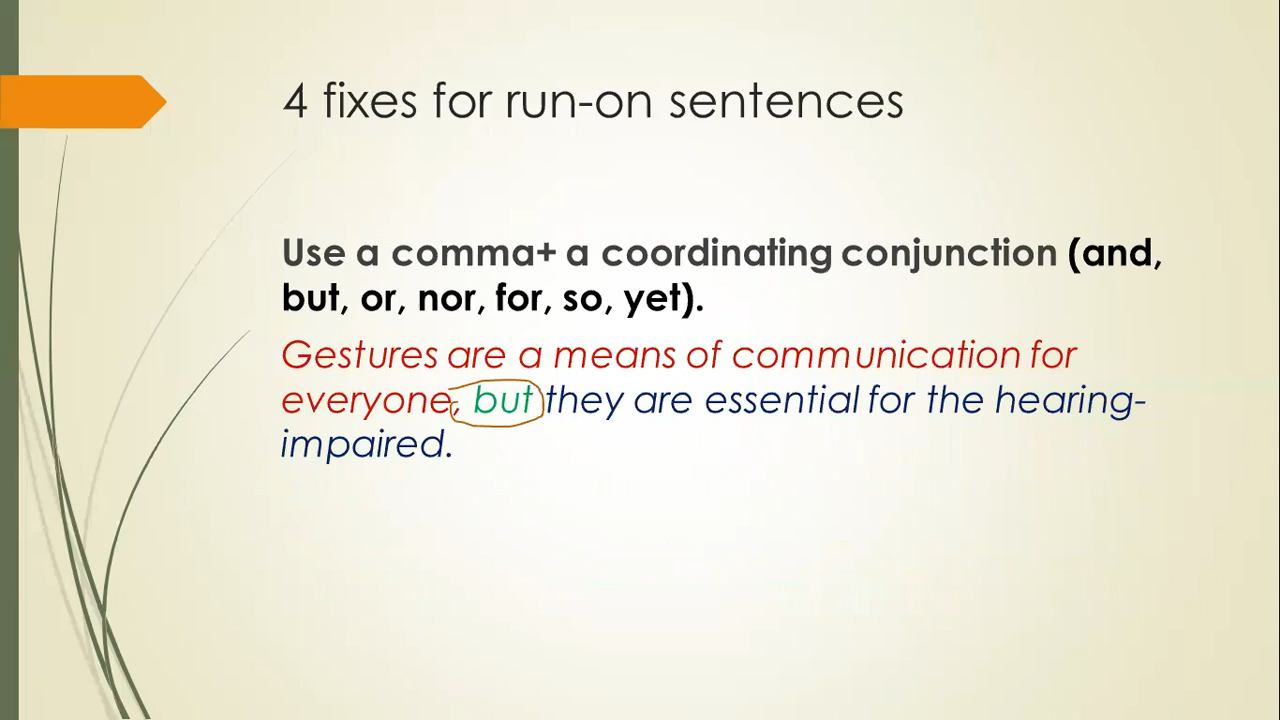 4 fixes for run-on sentences
Use a comma+ a coordinating conjunction (and,
but, or, nor, for, so, yet).
Gestures are a means of communication for
everyone, but they are essential for the hearing-
impaired.